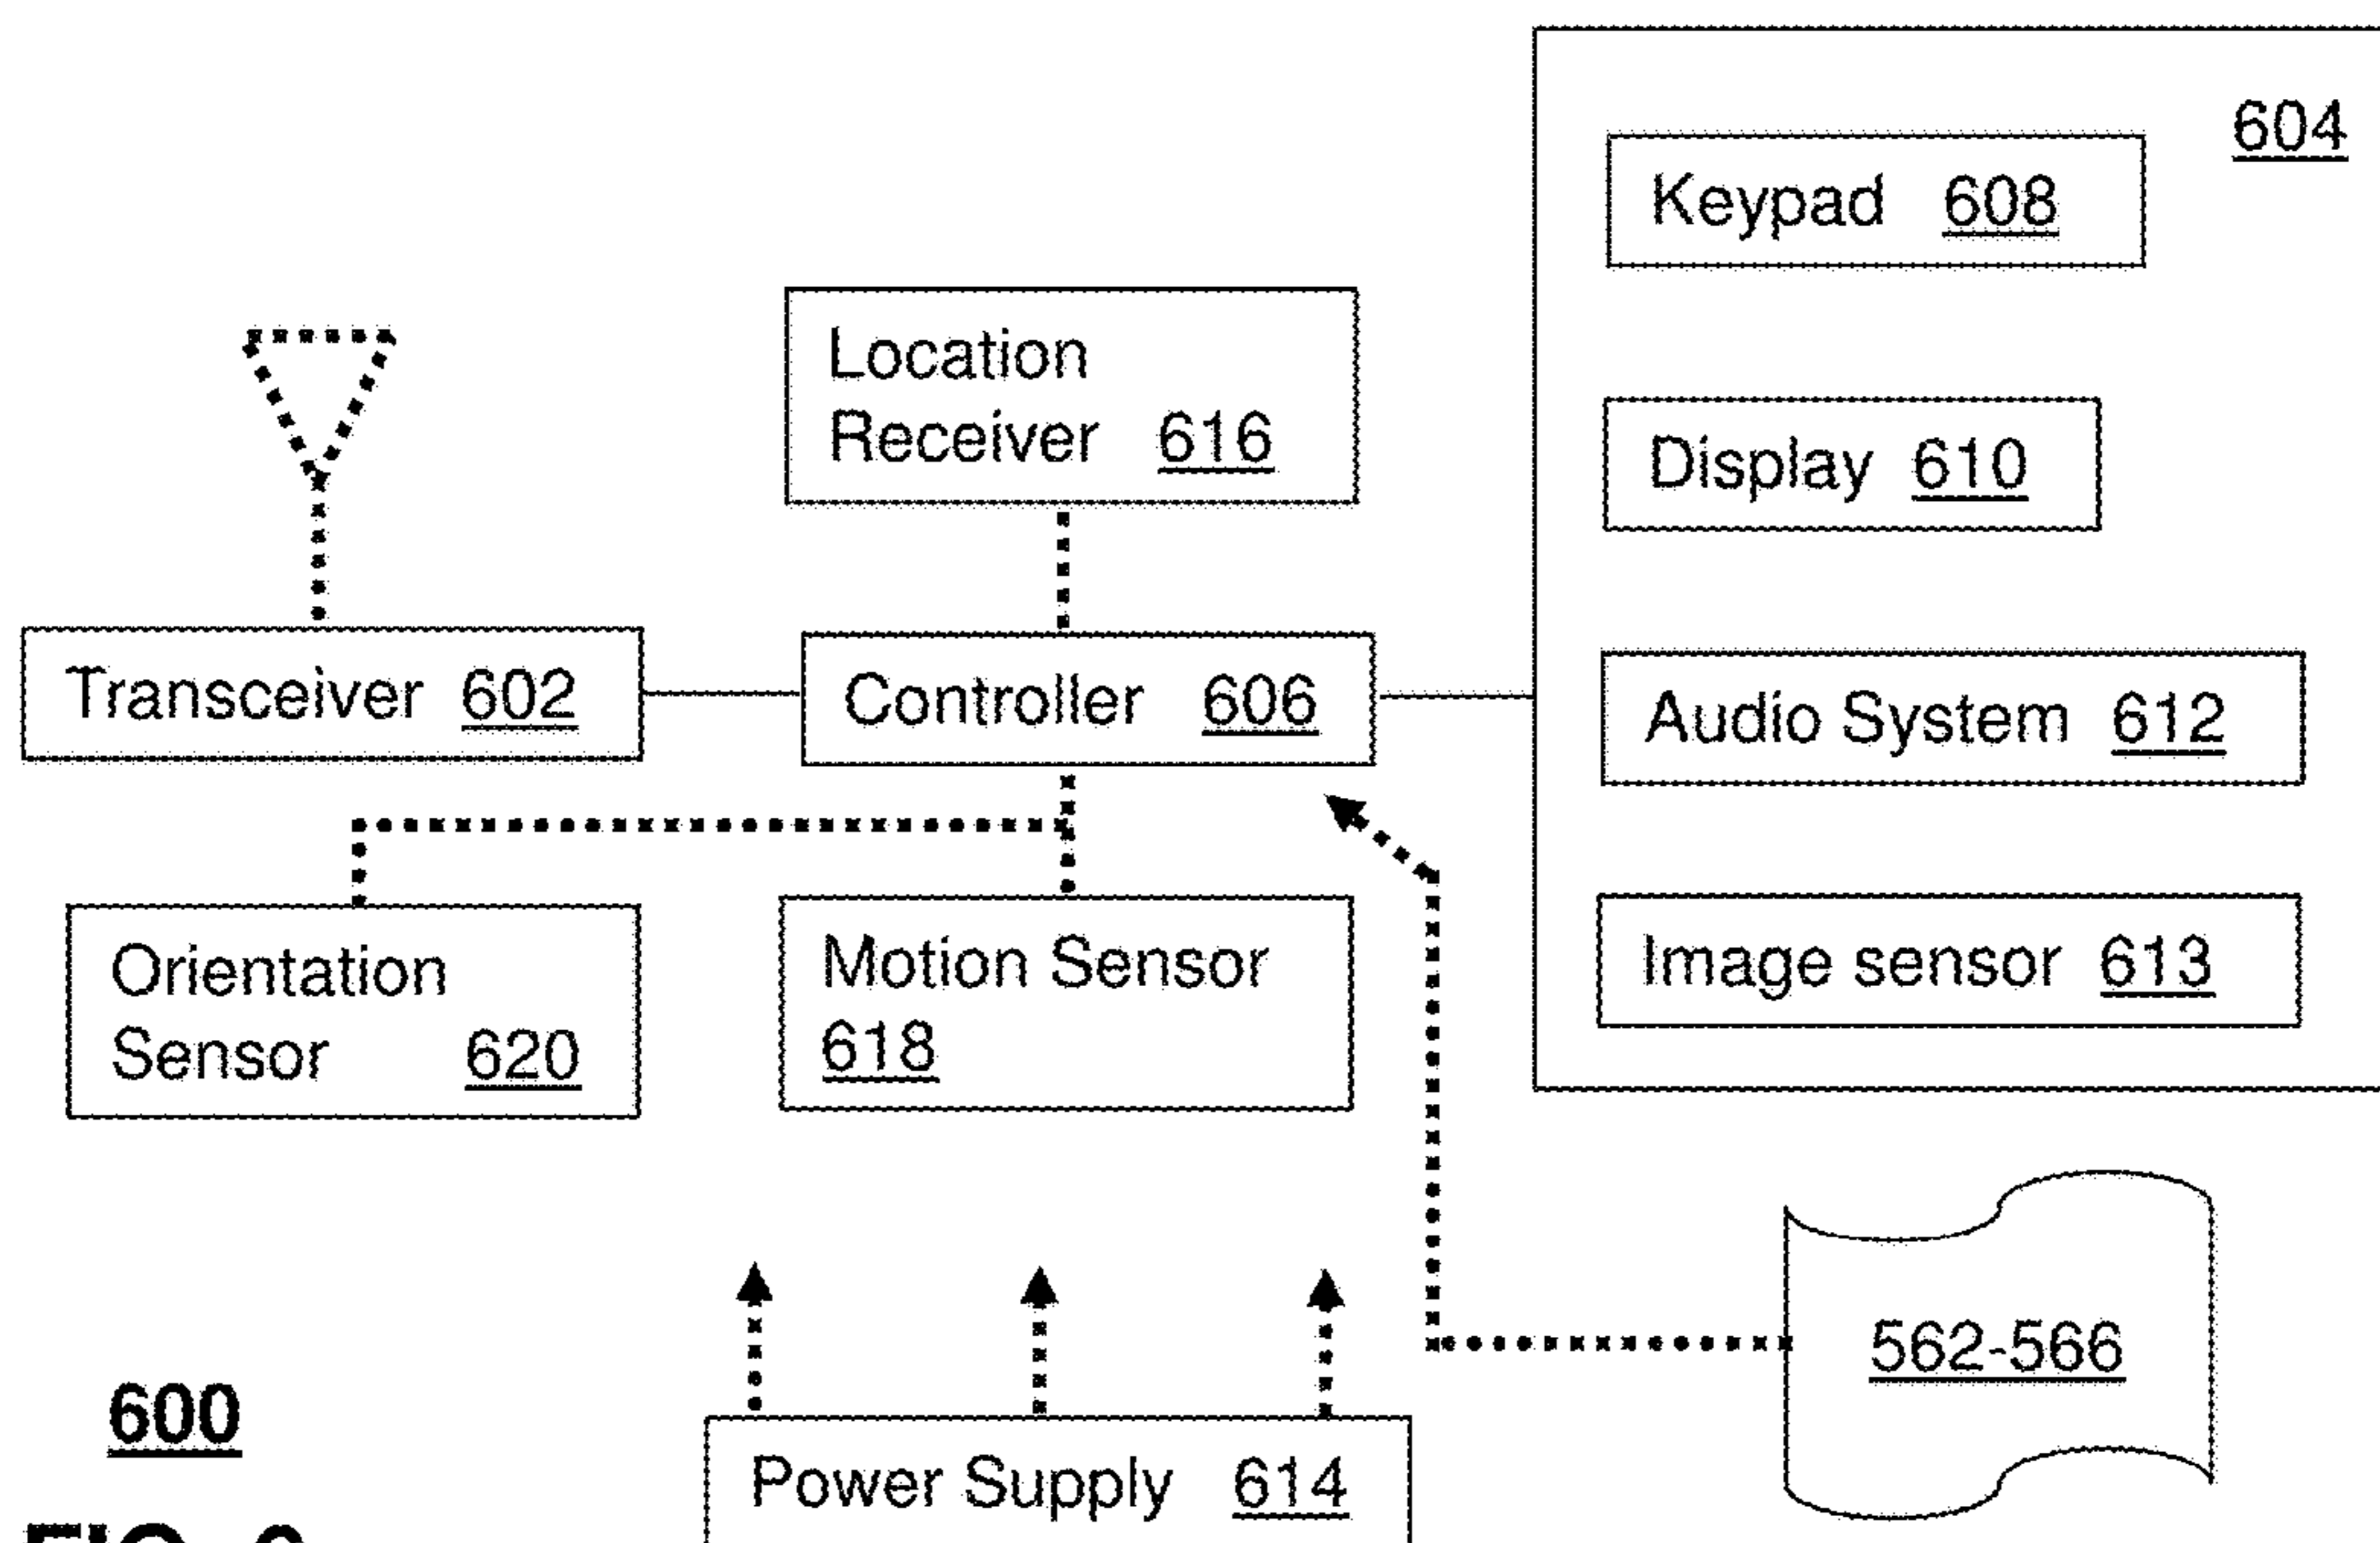 604
Keypad 608
Location
Receiver 616
Display 610
Transceiver 602
Controller 606
Audio System 612
Orientation
Sensor 620
Motion Sensor
618
Image sensor 613
562-566
600
Power Supply 614